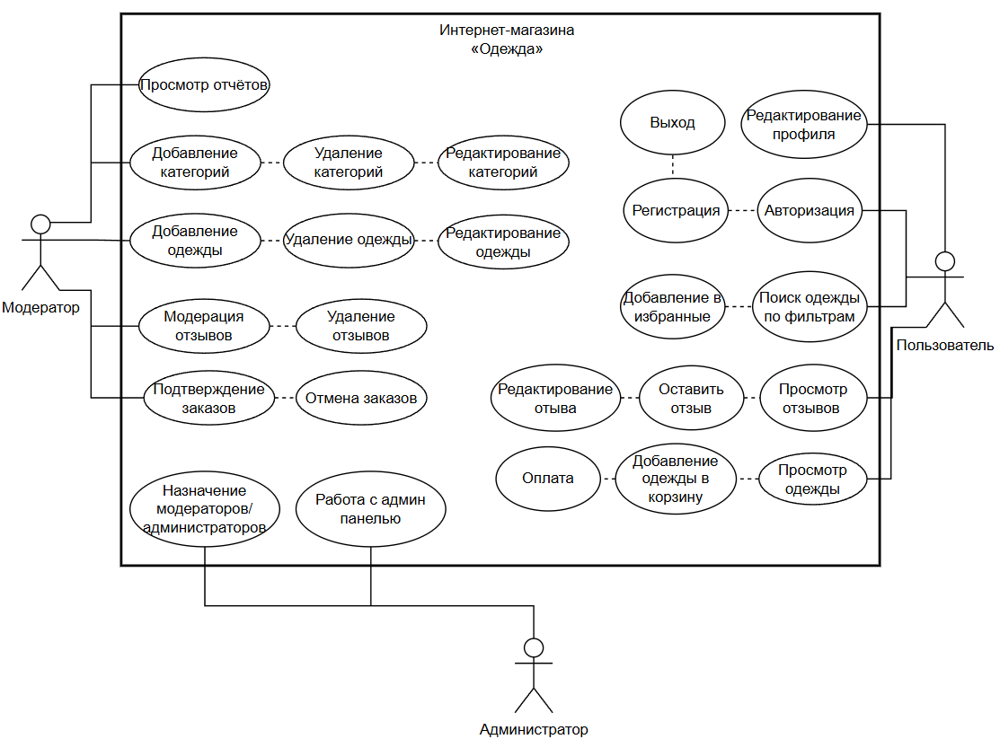 Интернет-магазина
«Одежда»
Просмотр отчётов
Выход
Редактирование
профиля
Добавление
категорий
Удаление
категорий
Редактирование
категорий
Регистрация
Авторизация
Добавление
одежды
Удаление одежды
Редактирование
одежды
Модератор
Добавление в
избранные
Поиск одежды
по фильтрам
Пользователь
Модерация
отзывов
Удаление
отзывов
Подтверждение
заказов
Отмена заказов
Редактирование
отыва
Оставить
отзыв
Просмотр
отзывов
Оплата
Добавление
одежды в
корзину
Просмотр
одежды
Назначение
модераторов/
администраторов
Работа с админ
панелью
Администратор